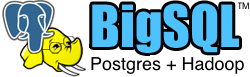 BigSQL™
Postgres + Hadoop